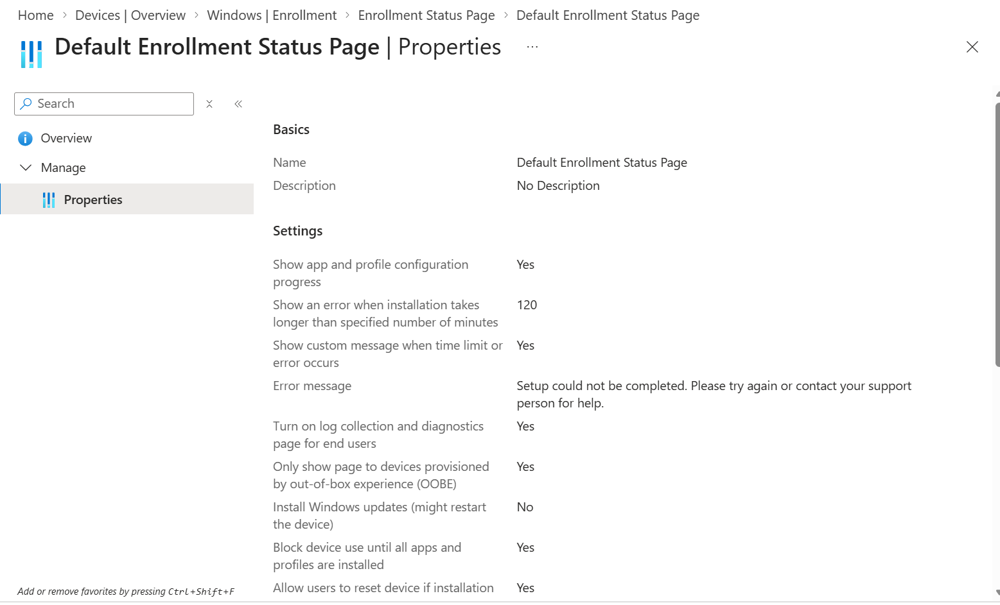 Home > Devices | Overview > Windows | Enrollment > Enrollment Status Page > Default Enrollment Status Page
Default Enrollment Status Page | Properties ...
Search
Overview
Manage
Properties
Basics
Name Default Enrollment Status Page
Description No Description
Settings
Show app and profile configuration Yes
progress
Show an error when installation takes 120
longer than specified number of minutes
Show custom message when time limit or Yes
error occurs
Error message Setup could not be completed. Please try again or contact your support
person for help.
Turn on log collection and diagnostics Yes
page for end users
Only show page to devices provisioned Yes
by out-of-box experience (OOBE)
Install Windows updates (might restart No
the device)
Block device use until all apps and Yes
profiles are installed
Allow users to reset device if installation Yes
Add or remove favorites by pressing Ctrl+Shift+F